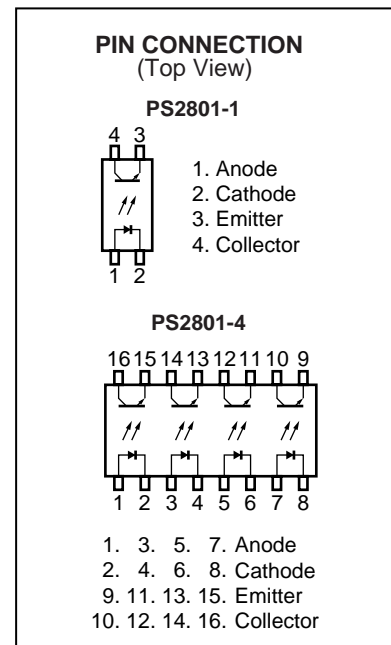 PIN CONNECTION
(Top View)
PS2801-1
4 3
1. Anode
2. Cathode
3. Emitter
4. Collector
1 2
PS2801-4
16 15 14 13 12 11 10 9
1 2 3 4 5 6 7 8
1. 3. 5. 7. Anode
2. 4. 6. 8. Cathode
9. 11. 13. 15. Emitter
10. 12. 14. 16. Collector